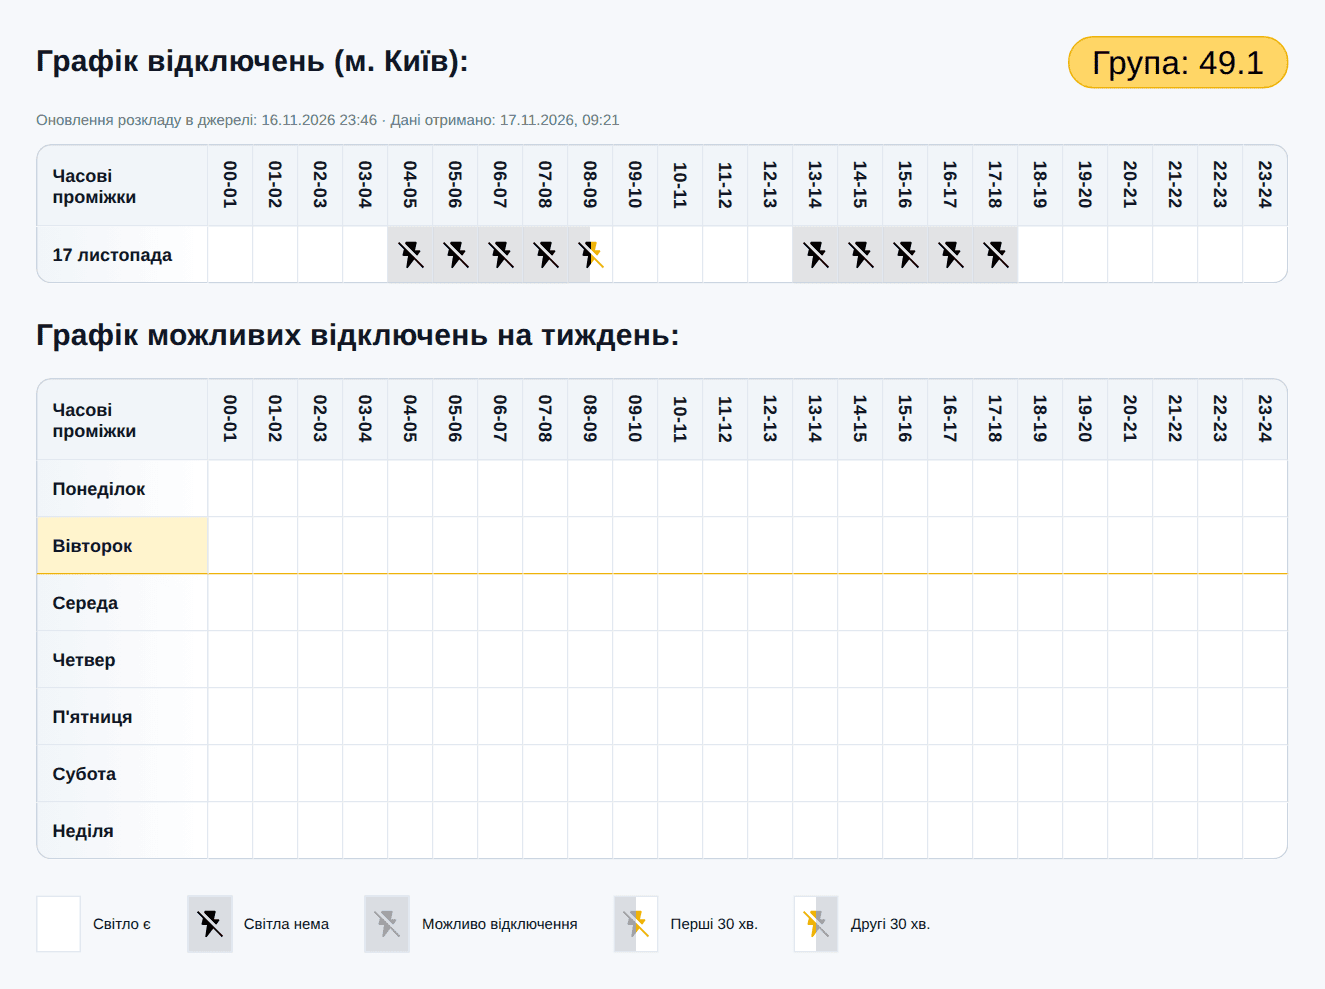 Графік відключень (м. Київ):
Група: 49.1
Оновлення розкладу в джерелі: 16.11.2026 23:46 · Дані отримано: 17.11.2026, 09:21
Часові проміжки 00-01 01-02 02-03 03-04 04-05 05-06 06-07 07-08 08-09 09-10 10-11 11-12 12-13 13-14 14-15 15-16 16-17 17-18 18-19 19-20 20-21 21-22 22-23 23-24
17 листопада
Графік можливих відключень на тиждень:
Часові проміжки 00-01 01-02 02-03 03-04 04-05 05-06 06-07 07-08 08-09 09-10 10-11 11-12 12-13 13-14 14-15 15-16 16-17 17-18 18-19 19-20 20-21 21-22 22-23 23-24
Понеділок
Вівторок
Середа
Четвер
П'ятниця
Субота
Неділя
Світло є Світла нема Можливо відключення Перші 30 хв. Другі 30 хв.